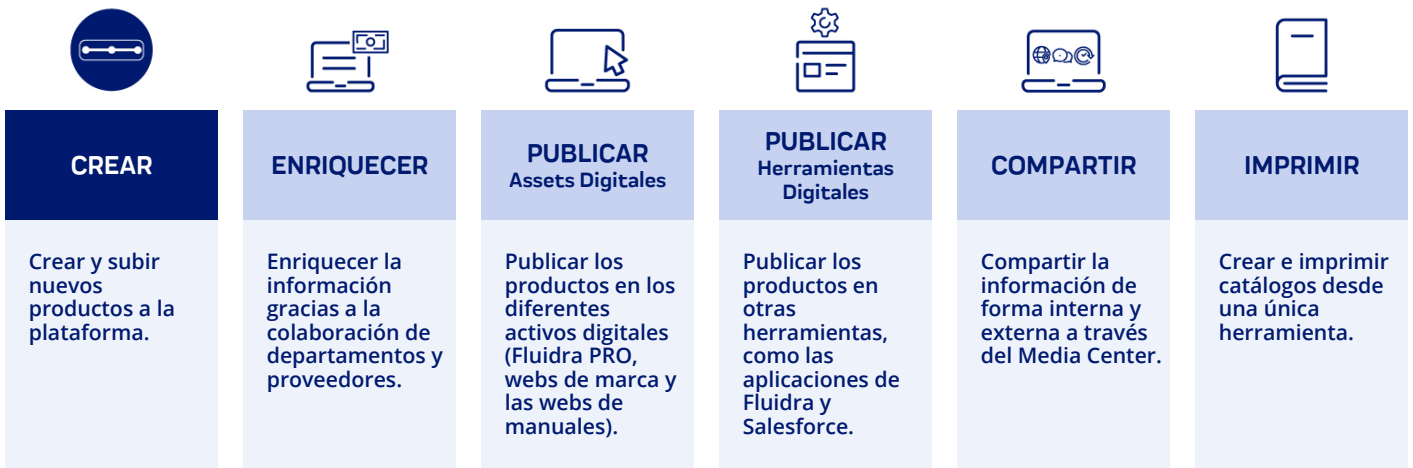 CREAR
Crear y subir
nuevos
productos a la
plataforma.
ENRIQUECER
Enriquecer la
información
gracias a la
colaboración de
departamentos y
proveedores.
PUBLICAR
Assets Digitales
Publicar los
productos en los
diferentes
activos digitales
(Fluidra PRO,
webs de marca y
las webs de
manuales).
PUBLICAR
Herramientas
Digitales
Publicar los
productos en
otras
herramientas,
como las
aplicaciones de
Fluidra y
Salesforce.
COMPARTIR
Compartir la
información de
forma interna y
externa a través
del Media Center.
IMPRIMIR
Crear e imprimir
catálogos desde
una única
herramienta.